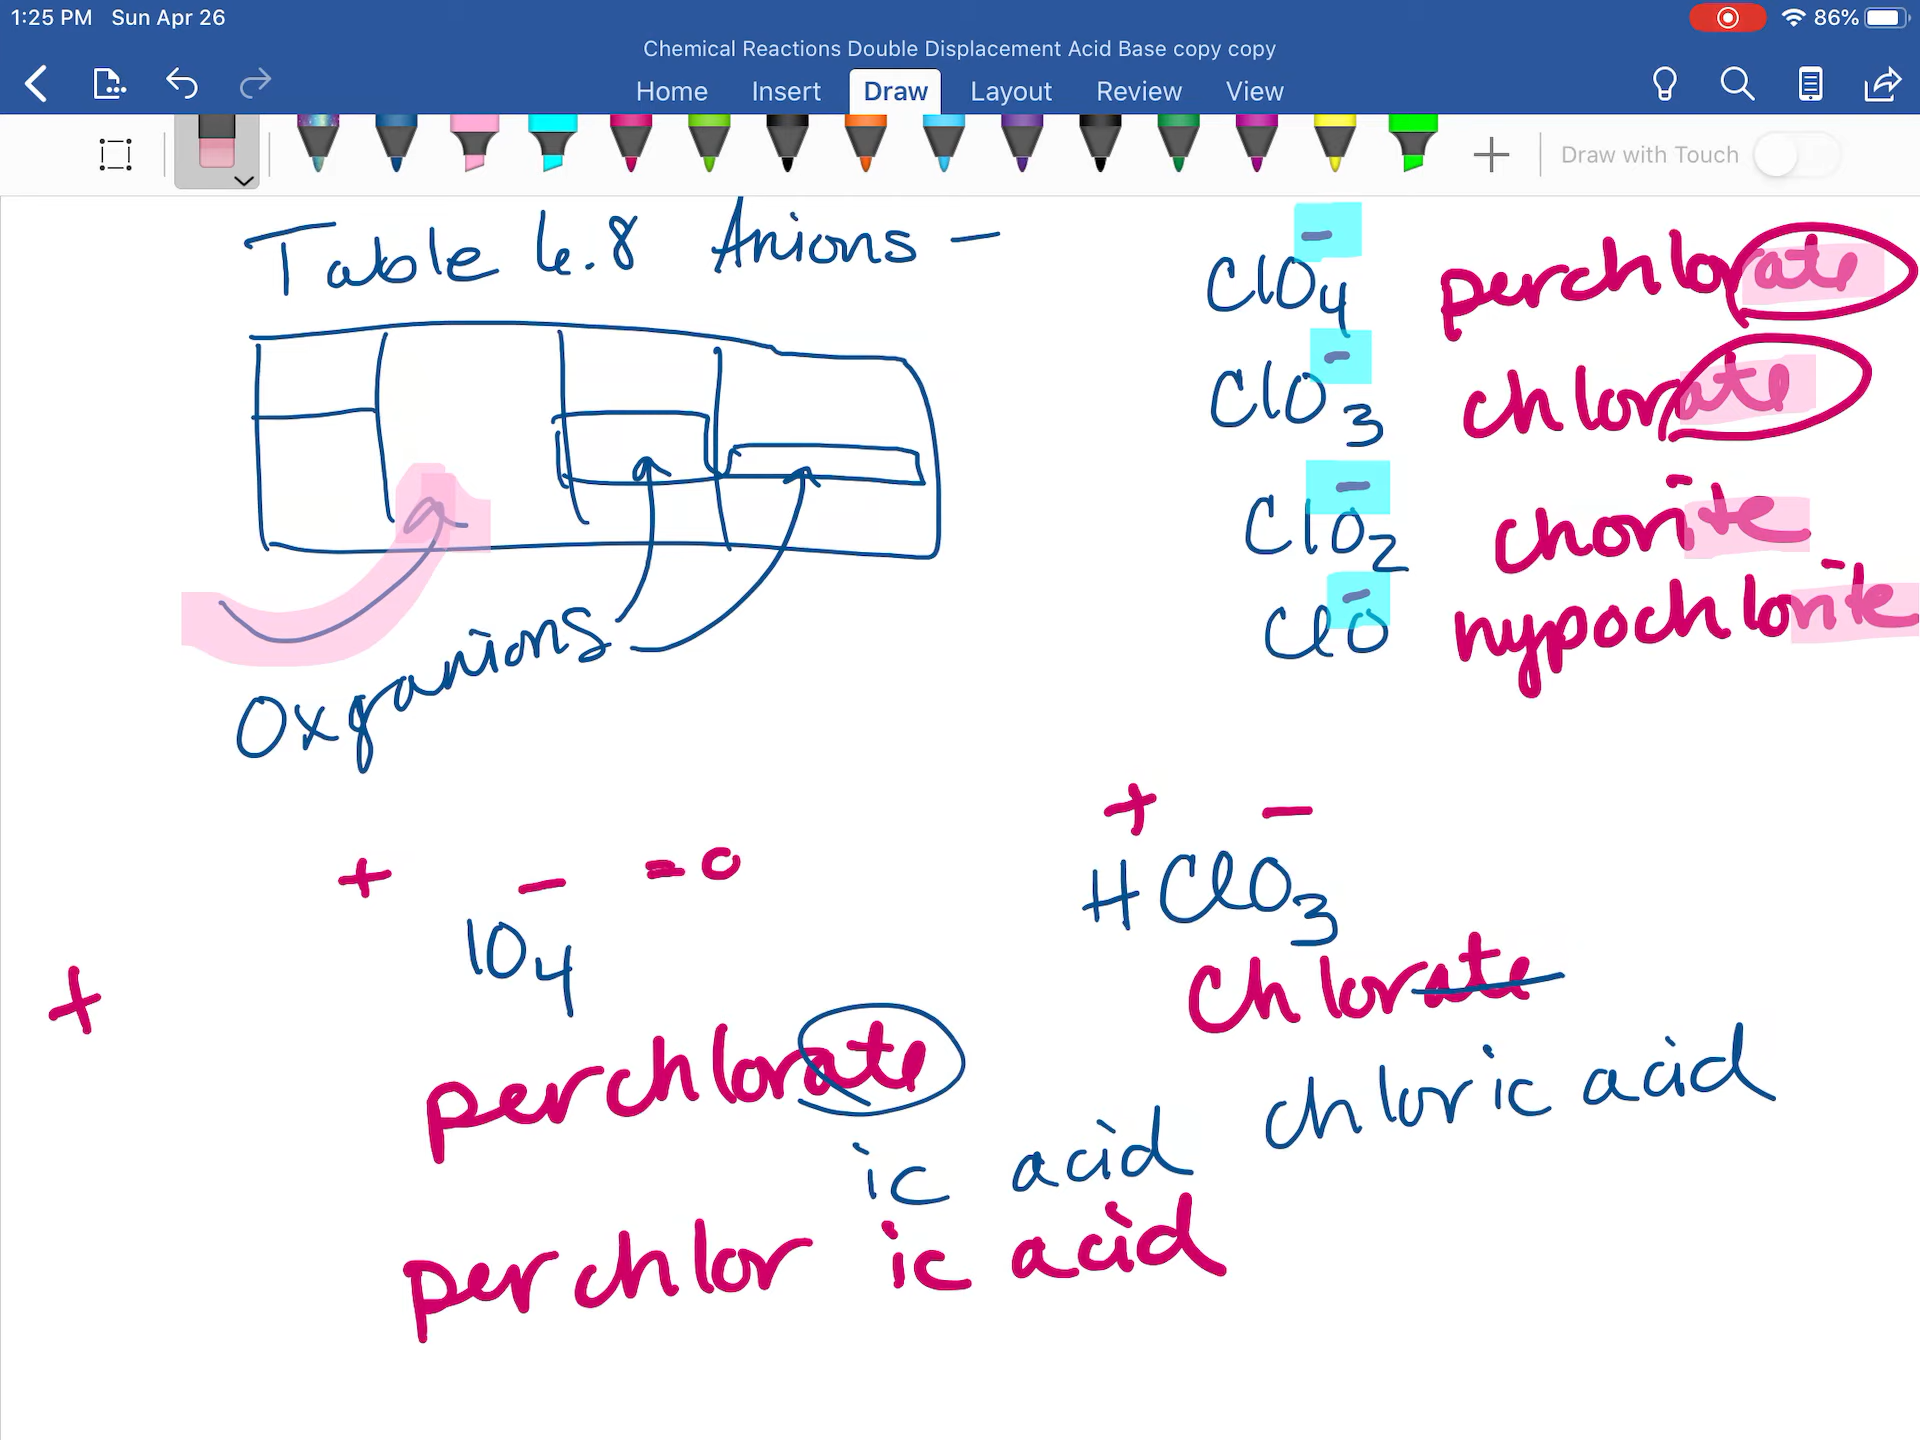 1:25 PM Sun Apr 26 86%
Chemical Reactions Double Displacement Acid Base copy copy
Home Insert Draw Layout Review View
Draw with Touch
Table 6.8 Anions −
ClO4 − perchlorate
ClO3 − chlorate
ClO2 − chorite
ClO − hypochlorite
Oxyanions
+ − = 0
+ −
HClO3
lO4
+
Chlorate
perchlorate
chloric acid
ic acid
perchlor ic acid